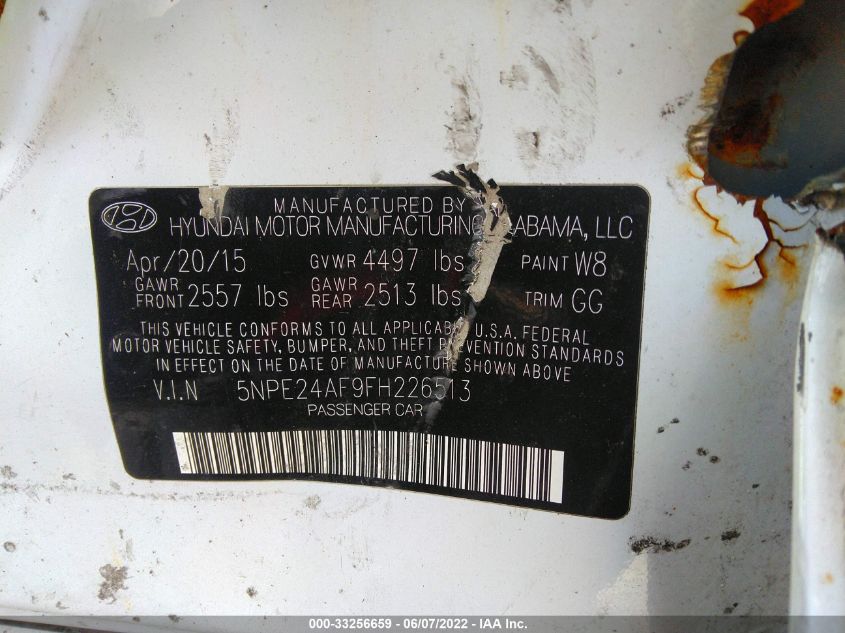 MANUFACTURED BY
HYUNDAI MOTOR MANUFACTURING ABAMA, LLC
Apr/20/15 GVWR 4497 lbs PAINT W8
GAWR FRONT 2557 lbs GAWR REAR 2513 lbs TRIM GG
THIS VEHICLE CONFORMS TO ALL APPLICAB U.S.A. FEDERAL
MOTOR VEHICLE SAFETY, BUMPER, AND THEFT PREVENTION STANDARDS
IN EFFECT ON THE DATE OF MANUFACTURE SHOWN ABOVE
V.I.N 5NPE24AF9FH226513
PASSENGER CAR
000-33256659 - 06/07/2022 - IAA Inc.